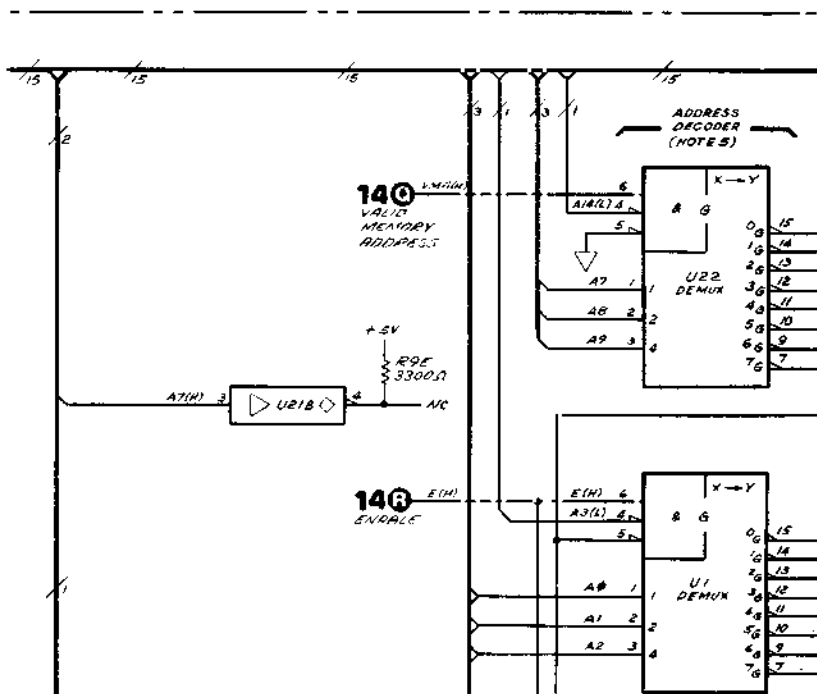 15 15 15 15
2 3 1 3 1
ADDRESS
DECODER
(NOTE 5)
X→Y
14 VMA(H) 6
VALID
MEMORY
ADDRESS
A14(L) 4
& G
5
0G 15
1G 14
2G 13
3G 12
4G 11
5G 10
6G 9
7G 7
U22
DEMUX
A7 1 1
A8 2 2
A9 3 4
+5V
R9E
3300Ω
A7(H) 3 U21B 4 NC
14R E(H) E(H) 6
ENABLE
X→Y
A3(L) 4
& G
5
0G 15
1G 14
2G 13
3G 12
4G 11
5G 10
6G 9
7G 7
U1
DEMUX
1
A0 1 1
A1 2 2
A2 3 4